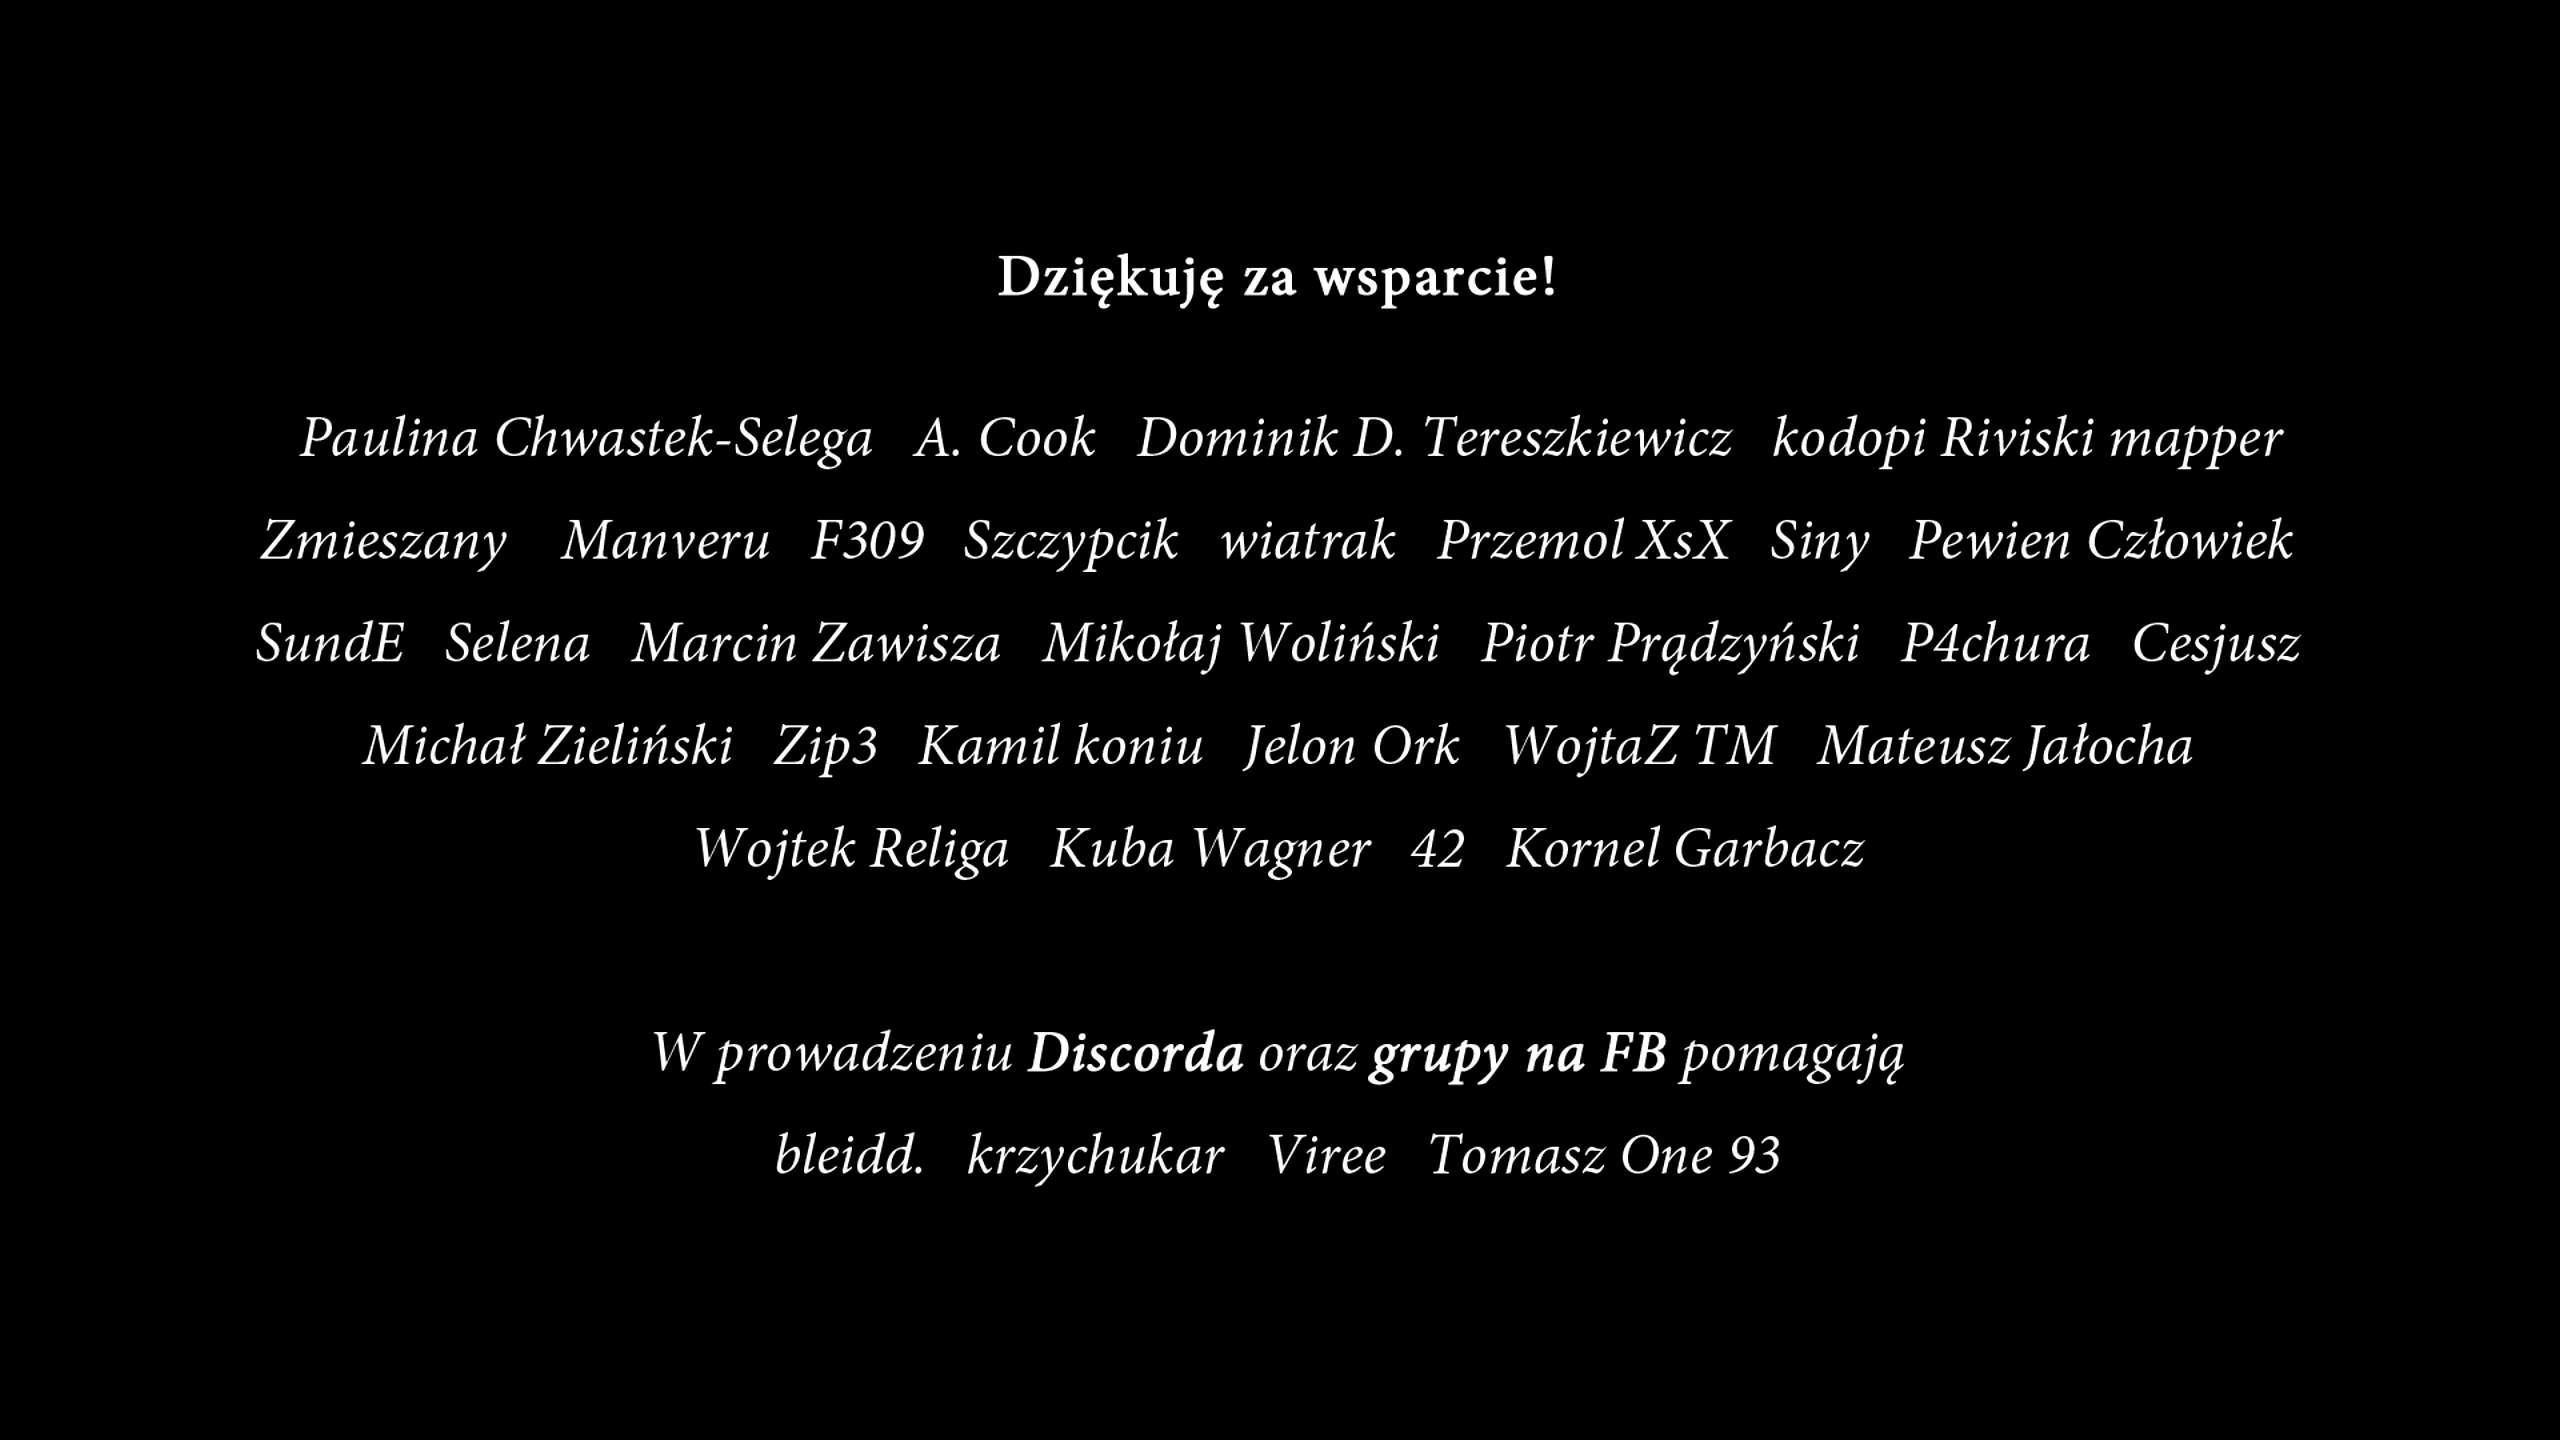 Dziękuję za wsparcie!
Paulina Chwastek-Selega A. Cook Dominik D. Tereszkiewicz kodopi Riviski mapper
Zmieszany Manveru F309 Szczypcik wiatrak Przemol XsX Siny Pewien Człowiek
SundE Selena Marcin Zawisza Mikołaj Woliński Piotr Prądzyński P4chura Cesjusz
Michał Zieliński Zip3 Kamil koniu Jelon Ork WojtaZ TM Mateusz Jałocha
Wojtek Religa Kuba Wagner 42 Kornel Garbacz
W prowadzeniu Discorda oraz grupy na FB pomagają
bleidd. krzychukar Viree Tomasz One 93